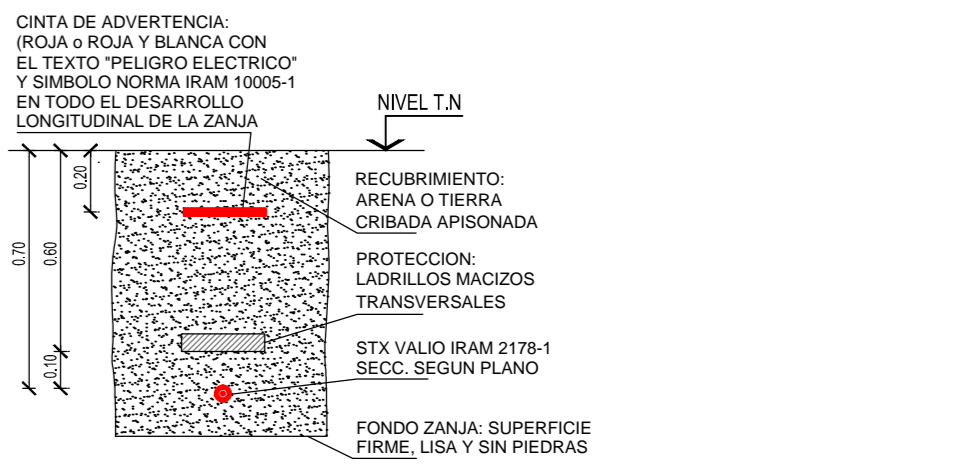 CINTA DE ADVERTENCIA:
(ROJA o ROJA Y BLANCA CON
EL TEXTO "PELIGRO ELECTRICO"
Y SIMBOLO NORMA IRAM 10005-1
EN TODO EL DESARROLLO
LONGITUDINAL DE LA ZANJA
NIVEL T.N
0.20
0.70
0.60
0.10
RECUBRIMIENTO:
ARENA O TIERRA
CRIBADA APISONADA
PROTECCION:
LADRILLOS MACIZOS
TRANSVERSALES
STX VALIO IRAM 2178-1
SECC. SEGUN PLANO
FONDO ZANJA: SUPERFICIE
FIRME, LISA Y SIN PIEDRAS